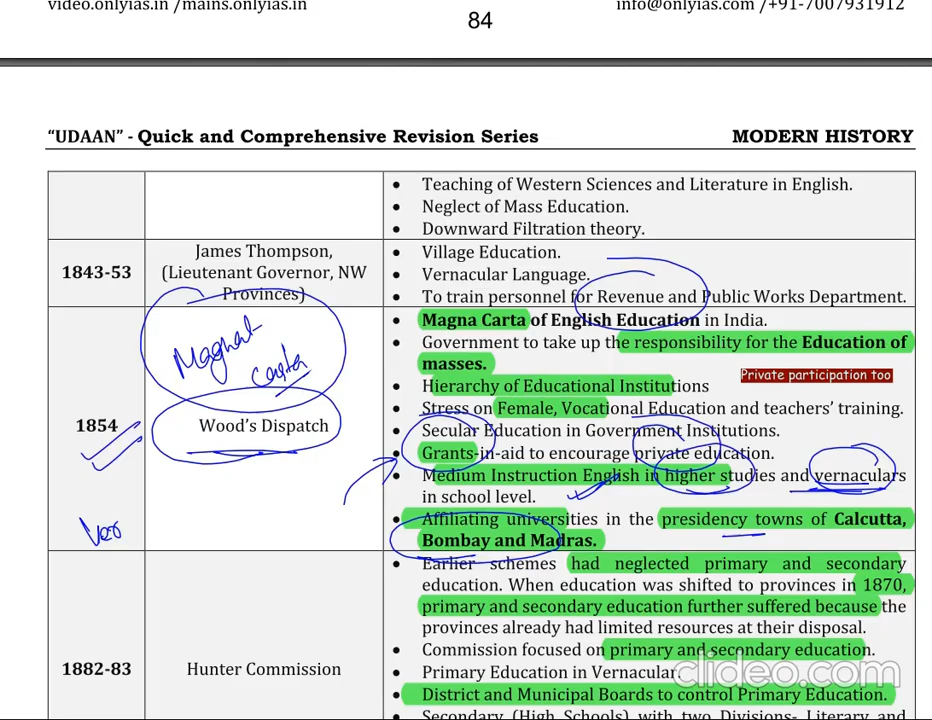 video.onlyias.in /mains.onlyias.in info@onlyias.com /+91-7007931912
84
“UDAAN” - Quick and Comprehensive Revision Series MODERN HISTORY
• Teaching of Western Sciences and Literature in English.
• Neglect of Mass Education.
• Downward Filtration theory.
1843-53
James Thompson,
(Lieutenant Governor, NW
Provinces)
• Village Education.
• Vernacular Language.
• To train personnel for Revenue and Public Works Department.
1854
Magna
Carta
Wood’s Dispatch
• Magna Carta of English Education in India.
• Government to take up the responsibility for the Education of
masses.
Private participation too
• Hierarchy of Educational Institutions
• Stress on Female, Vocational Education and teachers’ training.
• Secular Education in Government Institutions.
• Grants-in-aid to encourage private education.
• Medium Instruction English in higher studies and vernaculars
in school level.
• Affiliating universities in the presidency towns of Calcutta,
Bombay and Madras.
1882-83
Hunter Commission
• Earlier schemes had neglected primary and secondary
education. When education was shifted to provinces in 1870,
primary and secondary education further suffered because the
provinces already had limited resources at their disposal.
• Commission focused on primary and secondary education.
• Primary Education in Vernacular.
• District and Municipal Boards to control Primary Education.
• Secondary (High Schools) with two Divisions- Literary and
clideo.com